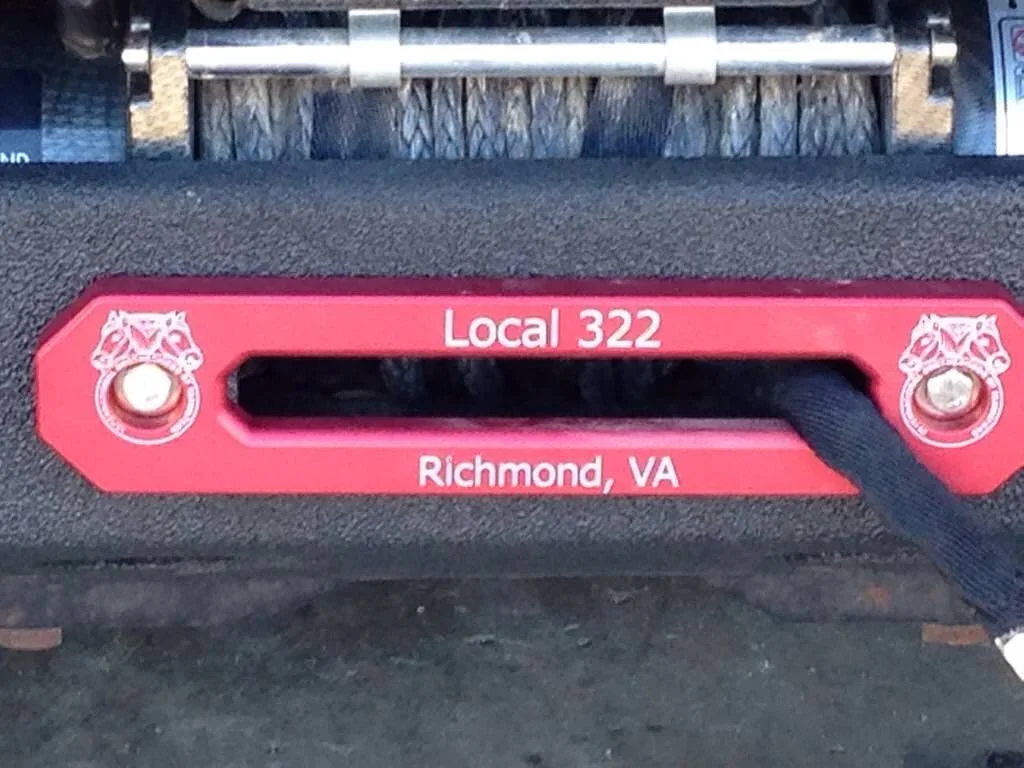 Local 322
Richmond, VA